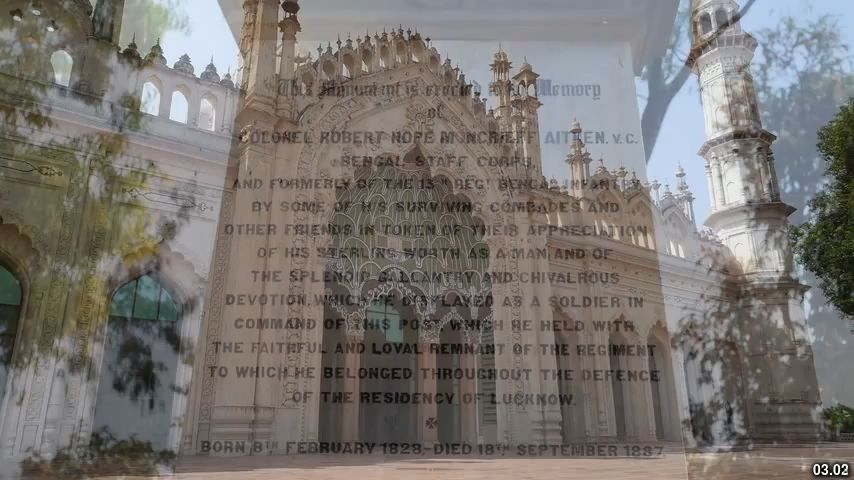 This Monument is erected to the Memory
OF
COLONEL ROBERT HOPE MONCRIEFF AITKEN, V.C.
BENGAL STAFF CORPS,
AND FORMERLY OF THE 13TH REGT BENGAL INFANTRY
BY SOME OF HIS SURVIVING COMRADES AND
OTHER FRIENDS IN TOKEN OF THEIR APPRECIATION
OF HIS STERLING WORTH AS A MAN, AND OF
THE SPLENDID GALLANTRY AND CHIVALROUS
DEVOTION, WHICH HE DISPLAYED AS A SOLDIER IN
COMMAND OF THIS POST, WHICH HE HELD WITH
THE FAITHFUL AND LOYAL REMNANT OF THE REGIMENT
TO WHICH HE BELONGED, THROUGHOUT THE DEFENCE
OF THE RESIDENCY OF LUCKNOW.
BORN 8TH FEBRUARY 1828-DIED 18TH SEPTEMBER 1887.
03.02